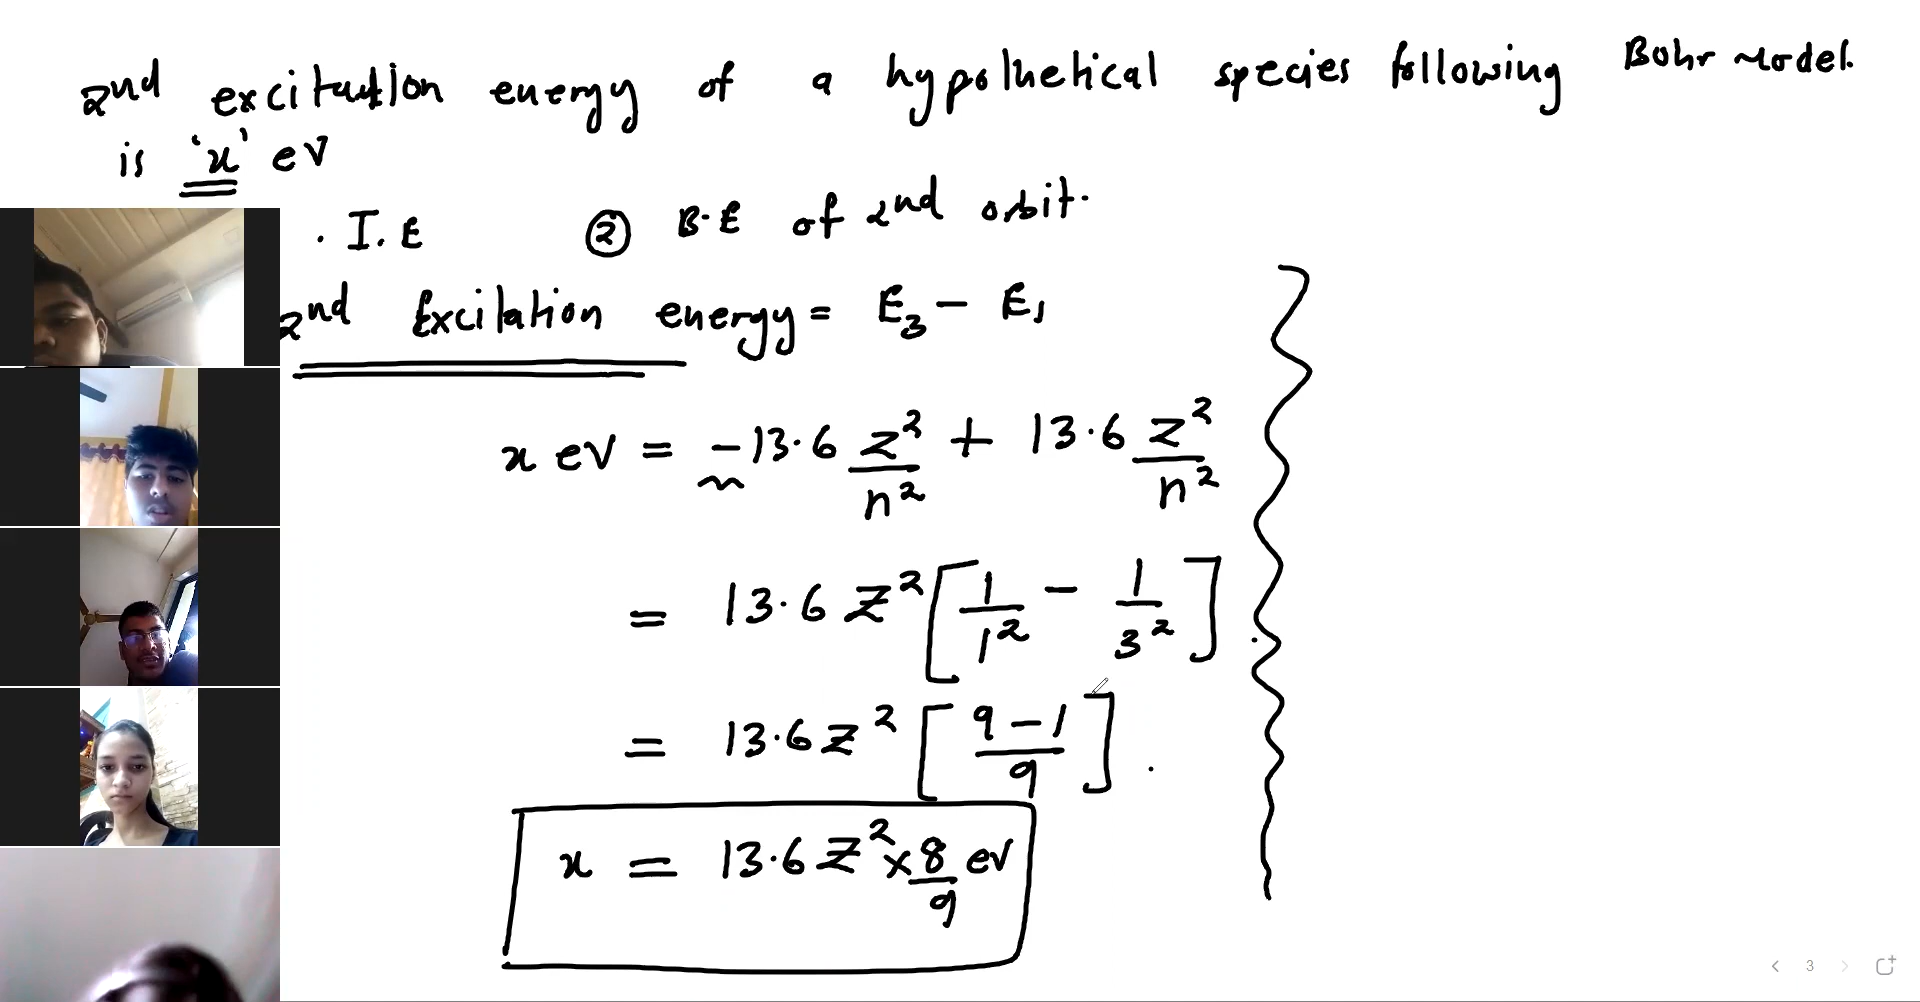 2nd excitation energy of a hypothetical species following Bohr Model.
is 'x' eV
. I.E ② B.E of 2nd orbit.
2nd Excitation energy = E₃ - E₁
x eV = -13.6 Z²/n² + 13.6 Z²/n²
= 13.6 Z² [1/1² - 1/3²]
= 13.6 Z² [9-1/9].
x = 13.6 Z² × 8/9 eV
3